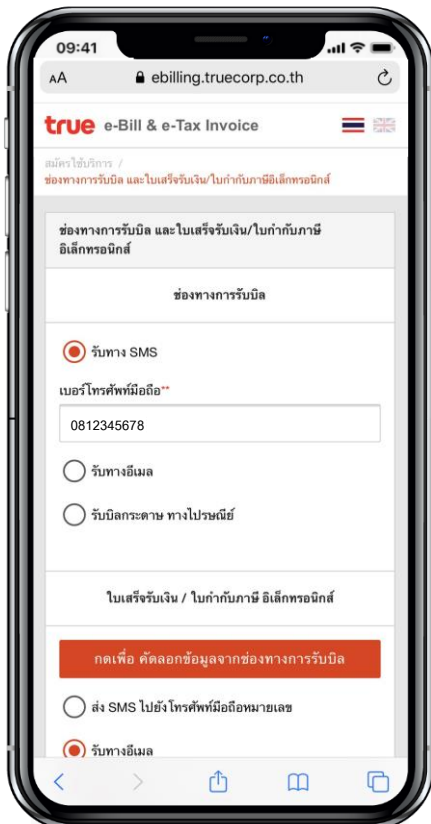 09:41
AA ebilling.truecorp.co.th
true e-Bill & e-Tax Invoice
สมัครใช้บริการ /
ช่องทางการรับบิล และใบเสร็จรับเงิน/ใบกำกับภาษีอิเล็กทรอนิกส์
ช่องทางการรับบิล และใบเสร็จรับเงิน/ใบกำกับภาษี
อิเล็กทรอนิกส์
ช่องทางการรับบิล
รับทาง SMS
เบอร์โทรศัพท์มือถือ**
0812345678
รับทางอีเมล
รับบิลกระดาษ ทางไปรษณีย์
ใบเสร็จรับเงิน / ใบกำกับภาษี อิเล็กทรอนิกส์
กดเพื่อ คัดลอกข้อมูลจากช่องทางการรับบิล
ส่ง SMS ไปยังโทรศัพท์มือถือหมายเลข
รับทางอีเมล